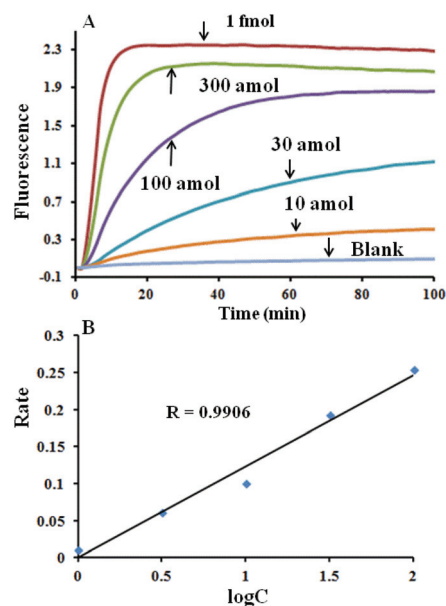 A
1 fmol
300 amol
30 amol
100 amol
10 amol
Blank
Fluorescence
2.3
1.9
1.5
1.1
0.7
0.3
-0.1
0 20 40 60 80 100
Time (min)
B
R = 0.9906
Rate
0.3
0.25
0.2
0.15
0.1
0.05
0
0 0.5 1 1.5 2
logC